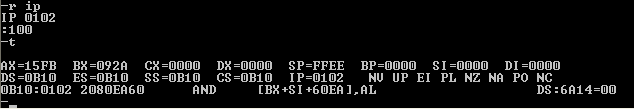 -r ip
IP 0102
:100
-t
AX=15FB BX=092A CX=0000 DX=0000 SP=FFEE BP=0000 SI=0000 DI=0000
DS=0B10 ES=0B10 SS=0B10 CS=0B10 IP=0102 NV UP EI PL NZ NA PO NC
0B10:0102 2080EA60 AND [BX+SI+60EA],AL DS:6A14=00
-